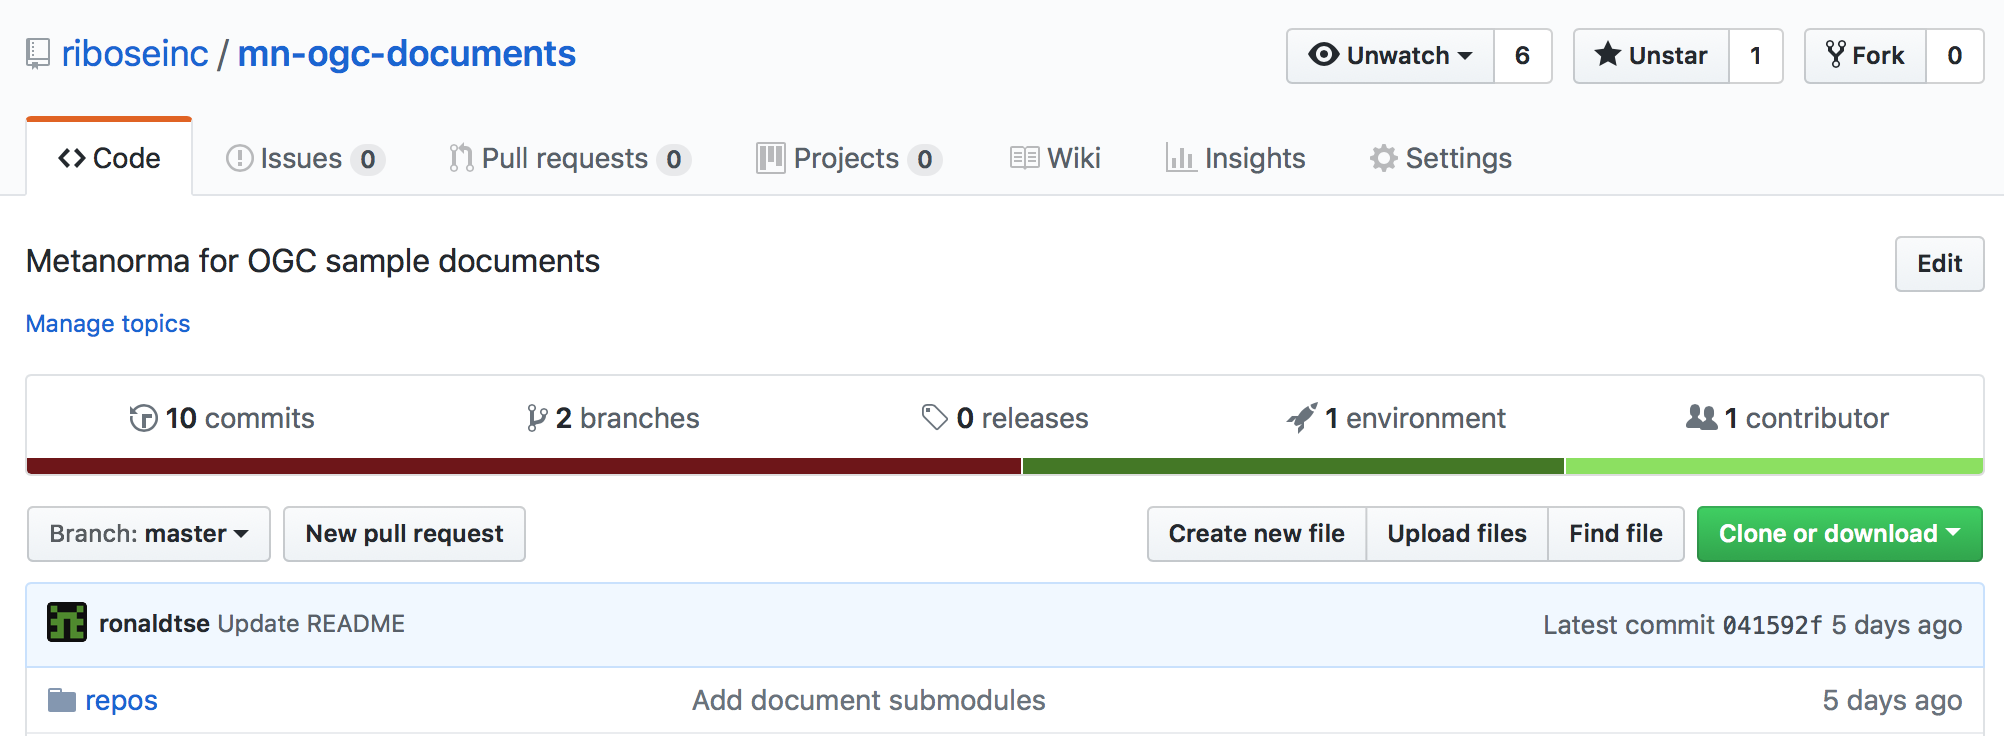 riboseinc / mn-ogc-documents Unwatch 6 Unstar 1 Fork 0
Code Issues 0 Pull requests 0 Projects 0 Wiki Insights Settings
Metanorma for OGC sample documents Edit
Manage topics
10 commits 2 branches 0 releases 1 environment 1 contributor
Branch: master New pull request Create new file Upload files Find file Clone or download
ronaldtse Update README Latest commit 041592f 5 days ago
repos Add document submodules 5 days ago